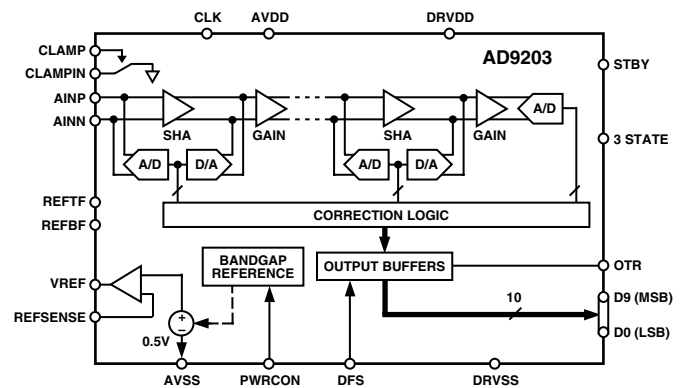 CLK AVDD DRVDD
CLAMP
AD9203
CLAMPIN
STBY
AINP
A/D
AINN
SHA GAIN SHA GAIN
3 STATE
A/D D/A A/D D/A
REFTF
CORRECTION LOGIC
REFBF
BANDGAP
REFERENCE
OUTPUT BUFFERS
OTR
VREF
+
–
10
D9 (MSB)
REFSENSE
0.5V
D0 (LSB)
AVSS PWRCON DFS DRVSS